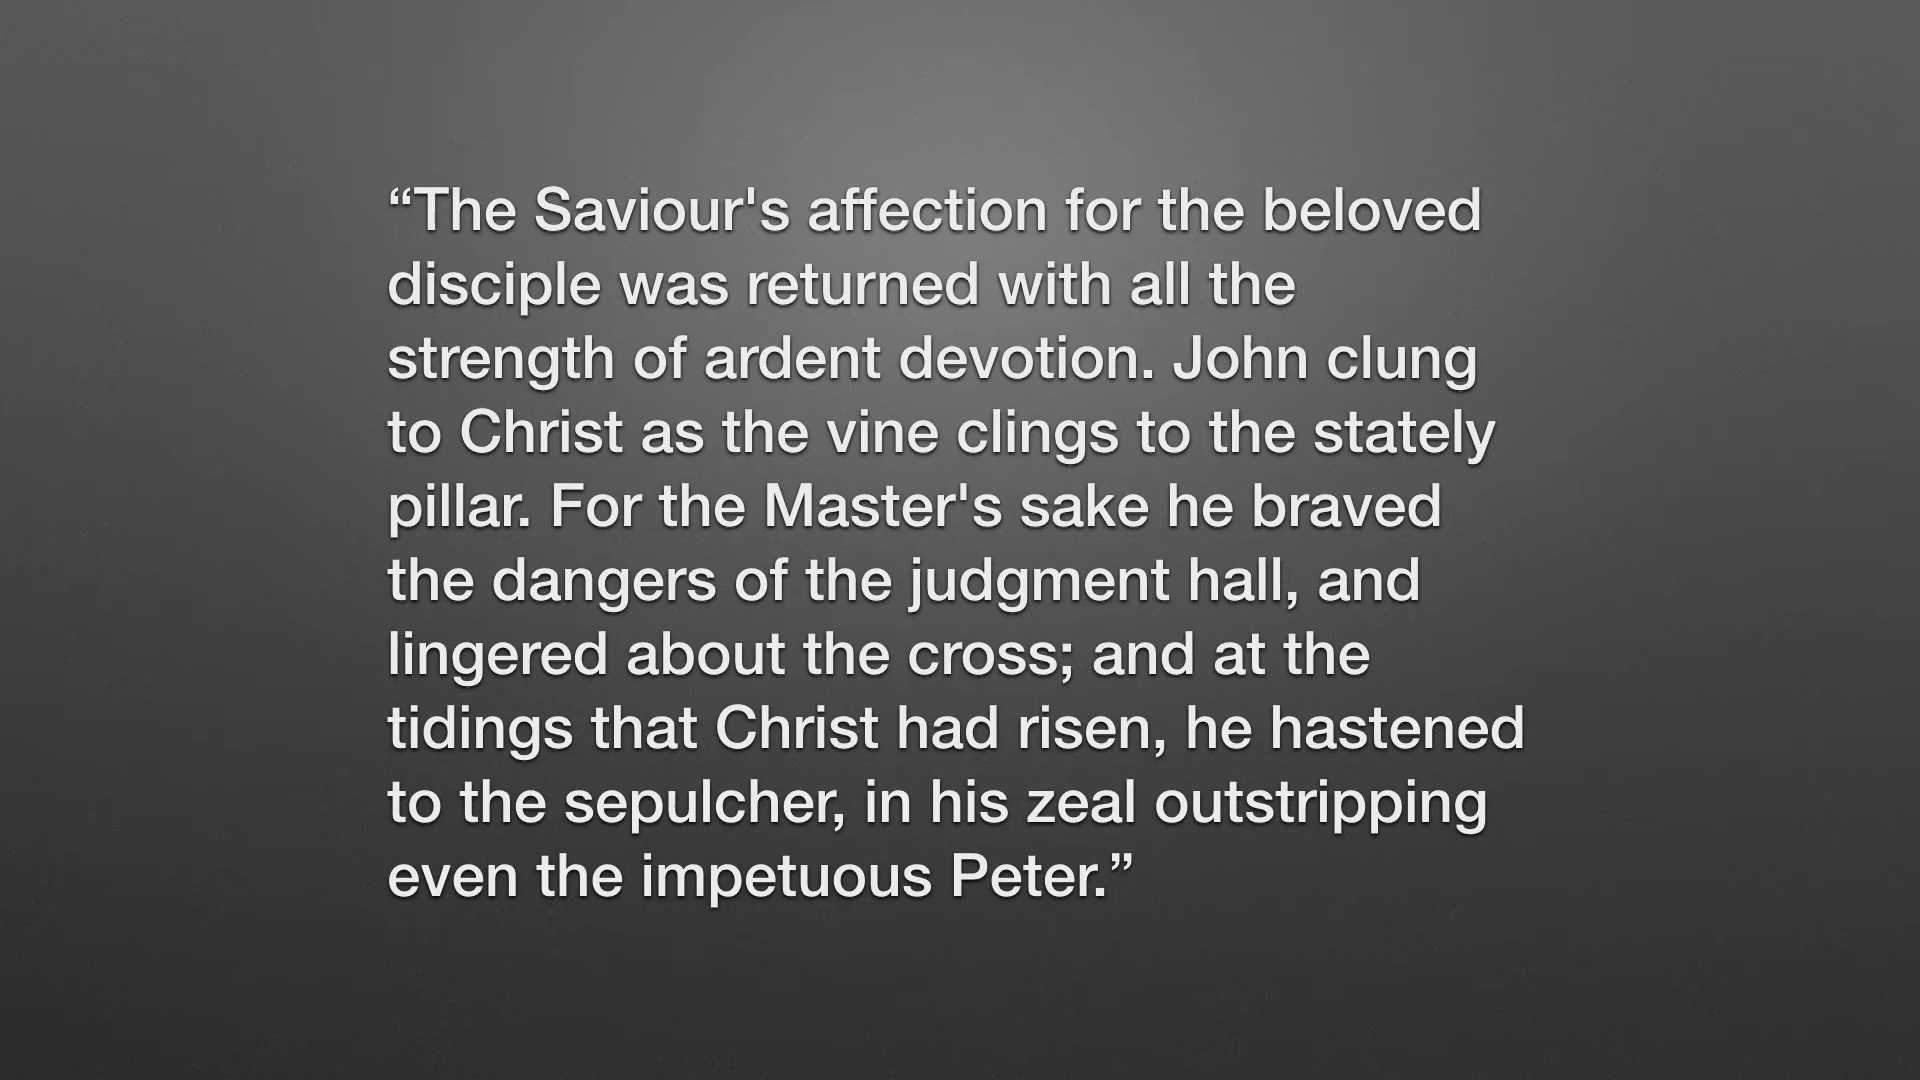 “The Saviour's affection for the beloved
disciple was returned with all the
strength of ardent devotion. John clung
to Christ as the vine clings to the stately
pillar. For the Master's sake he braved
the dangers of the judgment hall, and
lingered about the cross; and at the
tidings that Christ had risen, he hastened
to the sepulcher, in his zeal outstripping
even the impetuous Peter.”